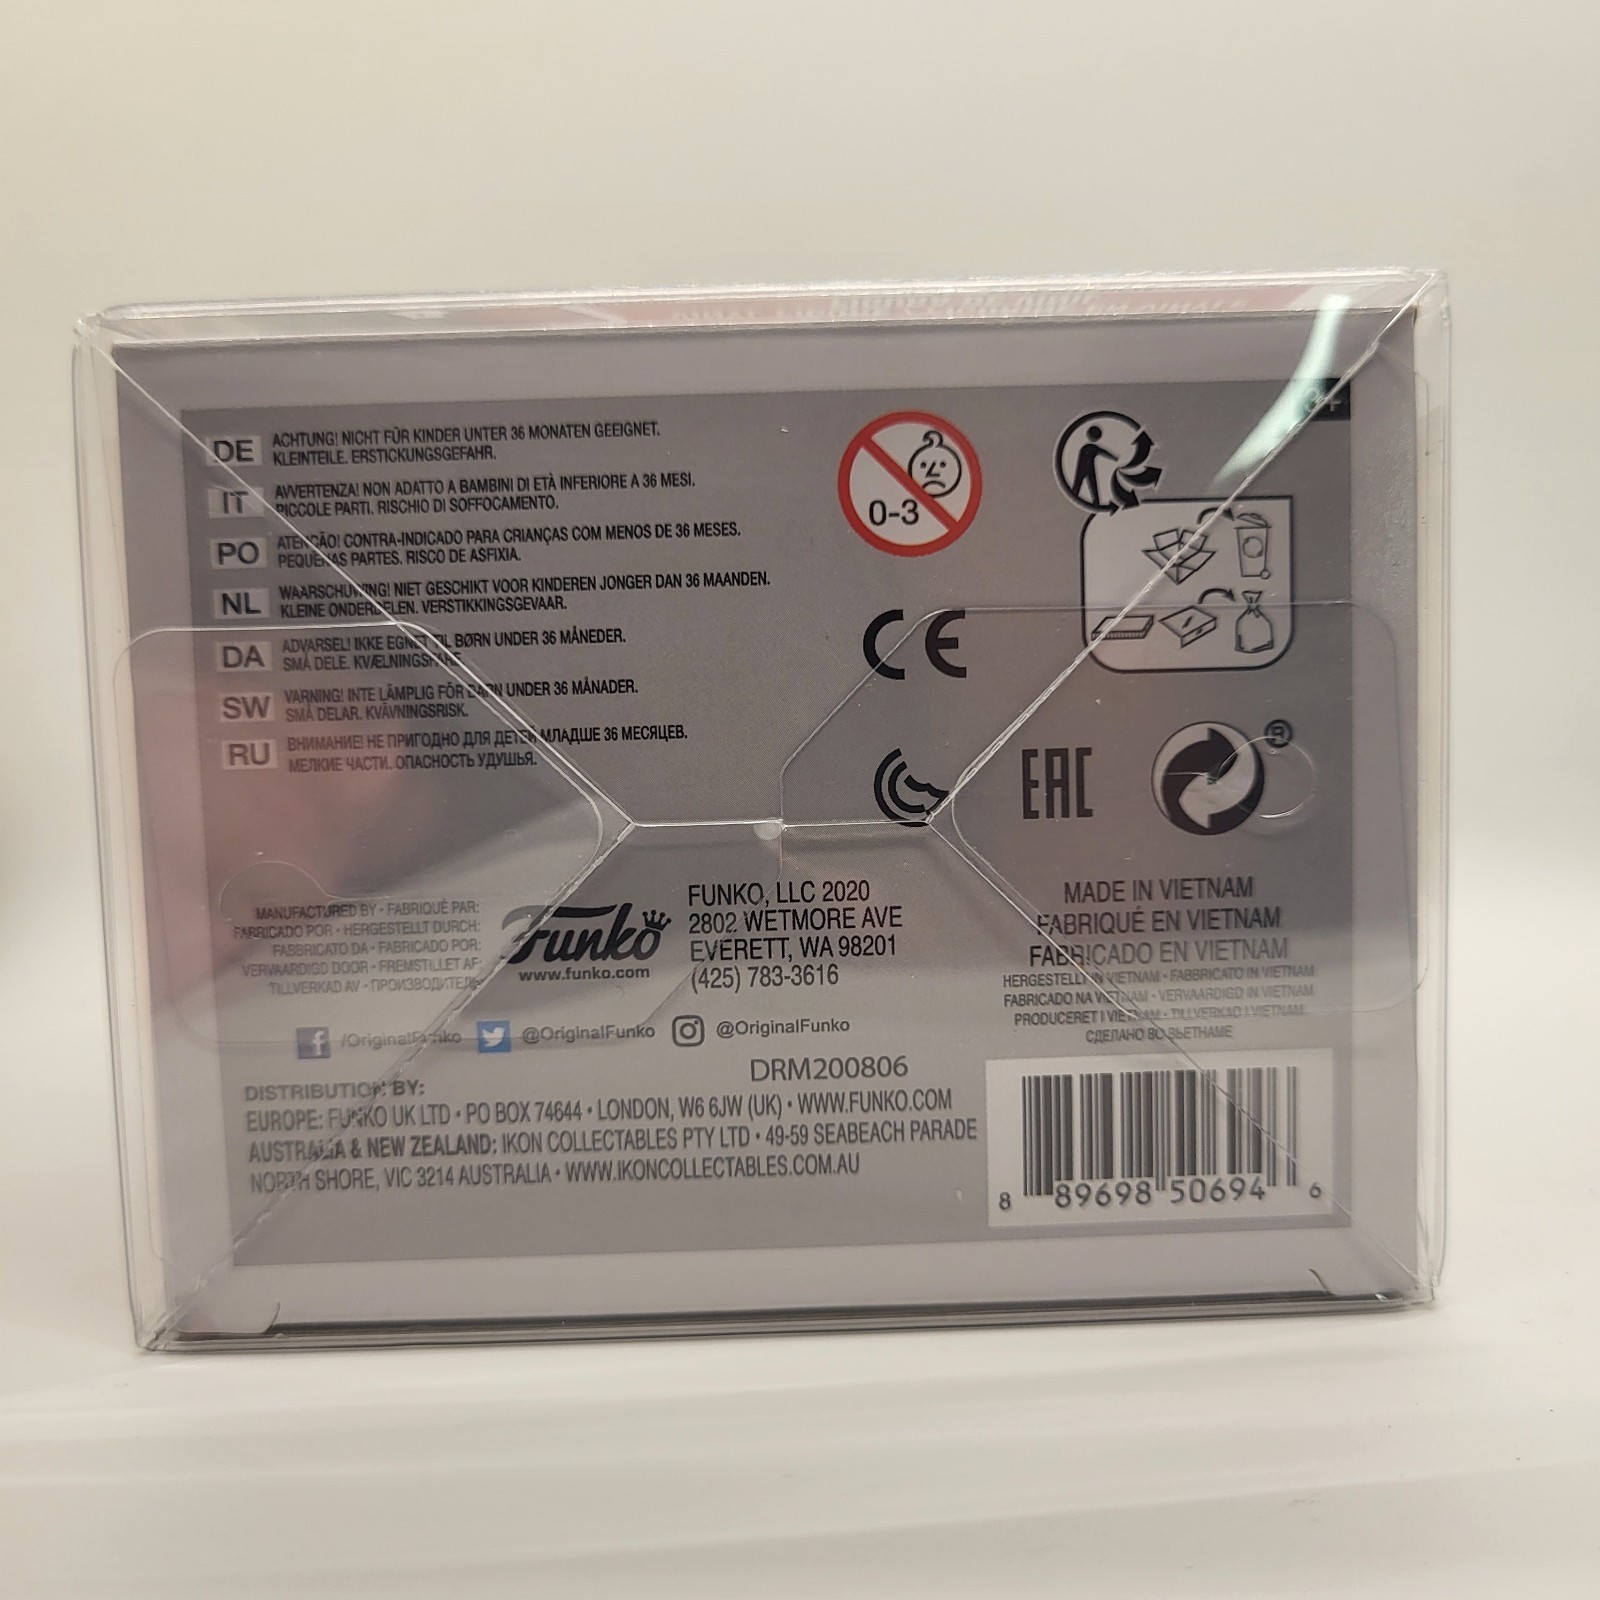 3+
DE ACHTUNG! NICHT FÜR KINDER UNTER 36 MONATEN GEEIGNET.
KLEINTEILE. ERSTICKUNGSGEFAHR.
IT AVVERTENZA! NON ADATTO A BAMBINI DI ETÀ INFERIORE A 36 MESI.
PICCOLE PARTI. RISCHIO DI SOFFOCAMENTO.
PO ATENÇÃO! CONTRA-INDICADO PARA CRIANÇAS COM MENOS DE 36 MESES.
PEQUENAS PARTES. RISCO DE ASFIXIA.
NL WAARSCHUWING! NIET GESCHIKT VOOR KINDEREN JONGER DAN 36 MAANDEN.
KLEINE ONDERDELEN. VERSTIKKINGSGEVAAR.
DA ADVARSEL! IKKE EGNET TIL BØRN UNDER 36 MÅNEDER.
SMÅ DELE. KVÆLNINGSFARE.
SW VARNING! INTE LÄMPLIG FÖR BARN UNDER 36 MÅNADER.
SMÅ DELAR. KVÄVNINGSRISK.
RU ВНИМАНИЕ! НЕ ПРИГОДНО ДЛЯ ДЕТЕЙ МЛАДШЕ 36 МЕСЯЦЕВ.
МЕЛКИЕ ЧАСТИ. ОПАСНОСТЬ УДУШЬЯ.
0-3
CE
EAC
®
MANUFACTURED BY • FABRIQUÉ PAR:
FABRICADO POR • HERGESTELLT DURCH:
FABBRICATO DA • FABRICADO POR:
VERVAARDIGD DOOR • FREMSTILLET AF:
TILLVERKAD AV • ПРОИЗВОДИТЕЛЬ:
Funko
www.funko.com
FUNKO, LLC 2020
2802 WETMORE AVE
EVERETT, WA 98201
(425) 783-3616
MADE IN VIETNAM
FABRIQUÉ EN VIETNAM
FABRICADO EN VIETNAM
HERGESTELLT IN VIETNAM • FABBRICATO IN VIETNAM
FABRICADO NA VIETNAM • VERVAARDIGD IN VIETNAM
PRODUCERET I VIETNAM • TILLVERKAD I VIETNAM
СДЕЛАНО ВО ВЬЕТНАМЕ
/OriginalFunko @OriginalFunko @OriginalFunko
DRM200806
DISTRIBUTION BY:
EUROPE: FUNKO UK LTD • PO BOX 74644 • LONDON, W6 6JW (UK) • WWW.FUNKO.COM
AUSTRALIA & NEW ZEALAND: IKON COLLECTABLES PTY LTD • 49-59 SEABEACH PARADE
NORTH SHORE, VIC 3214 AUSTRALIA • WWW.IKONCOLLECTABLES.COM.AU
8 89698 50694 6